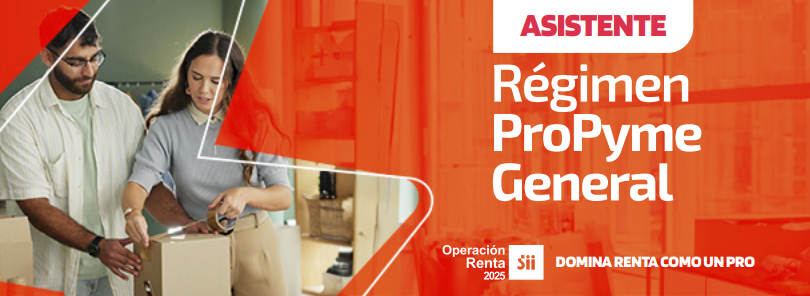 ASISTENTE
Régimen
ProPyme
General
Operación
Renta
2025
Sii
DOMINA RENTA COMO UN PRO